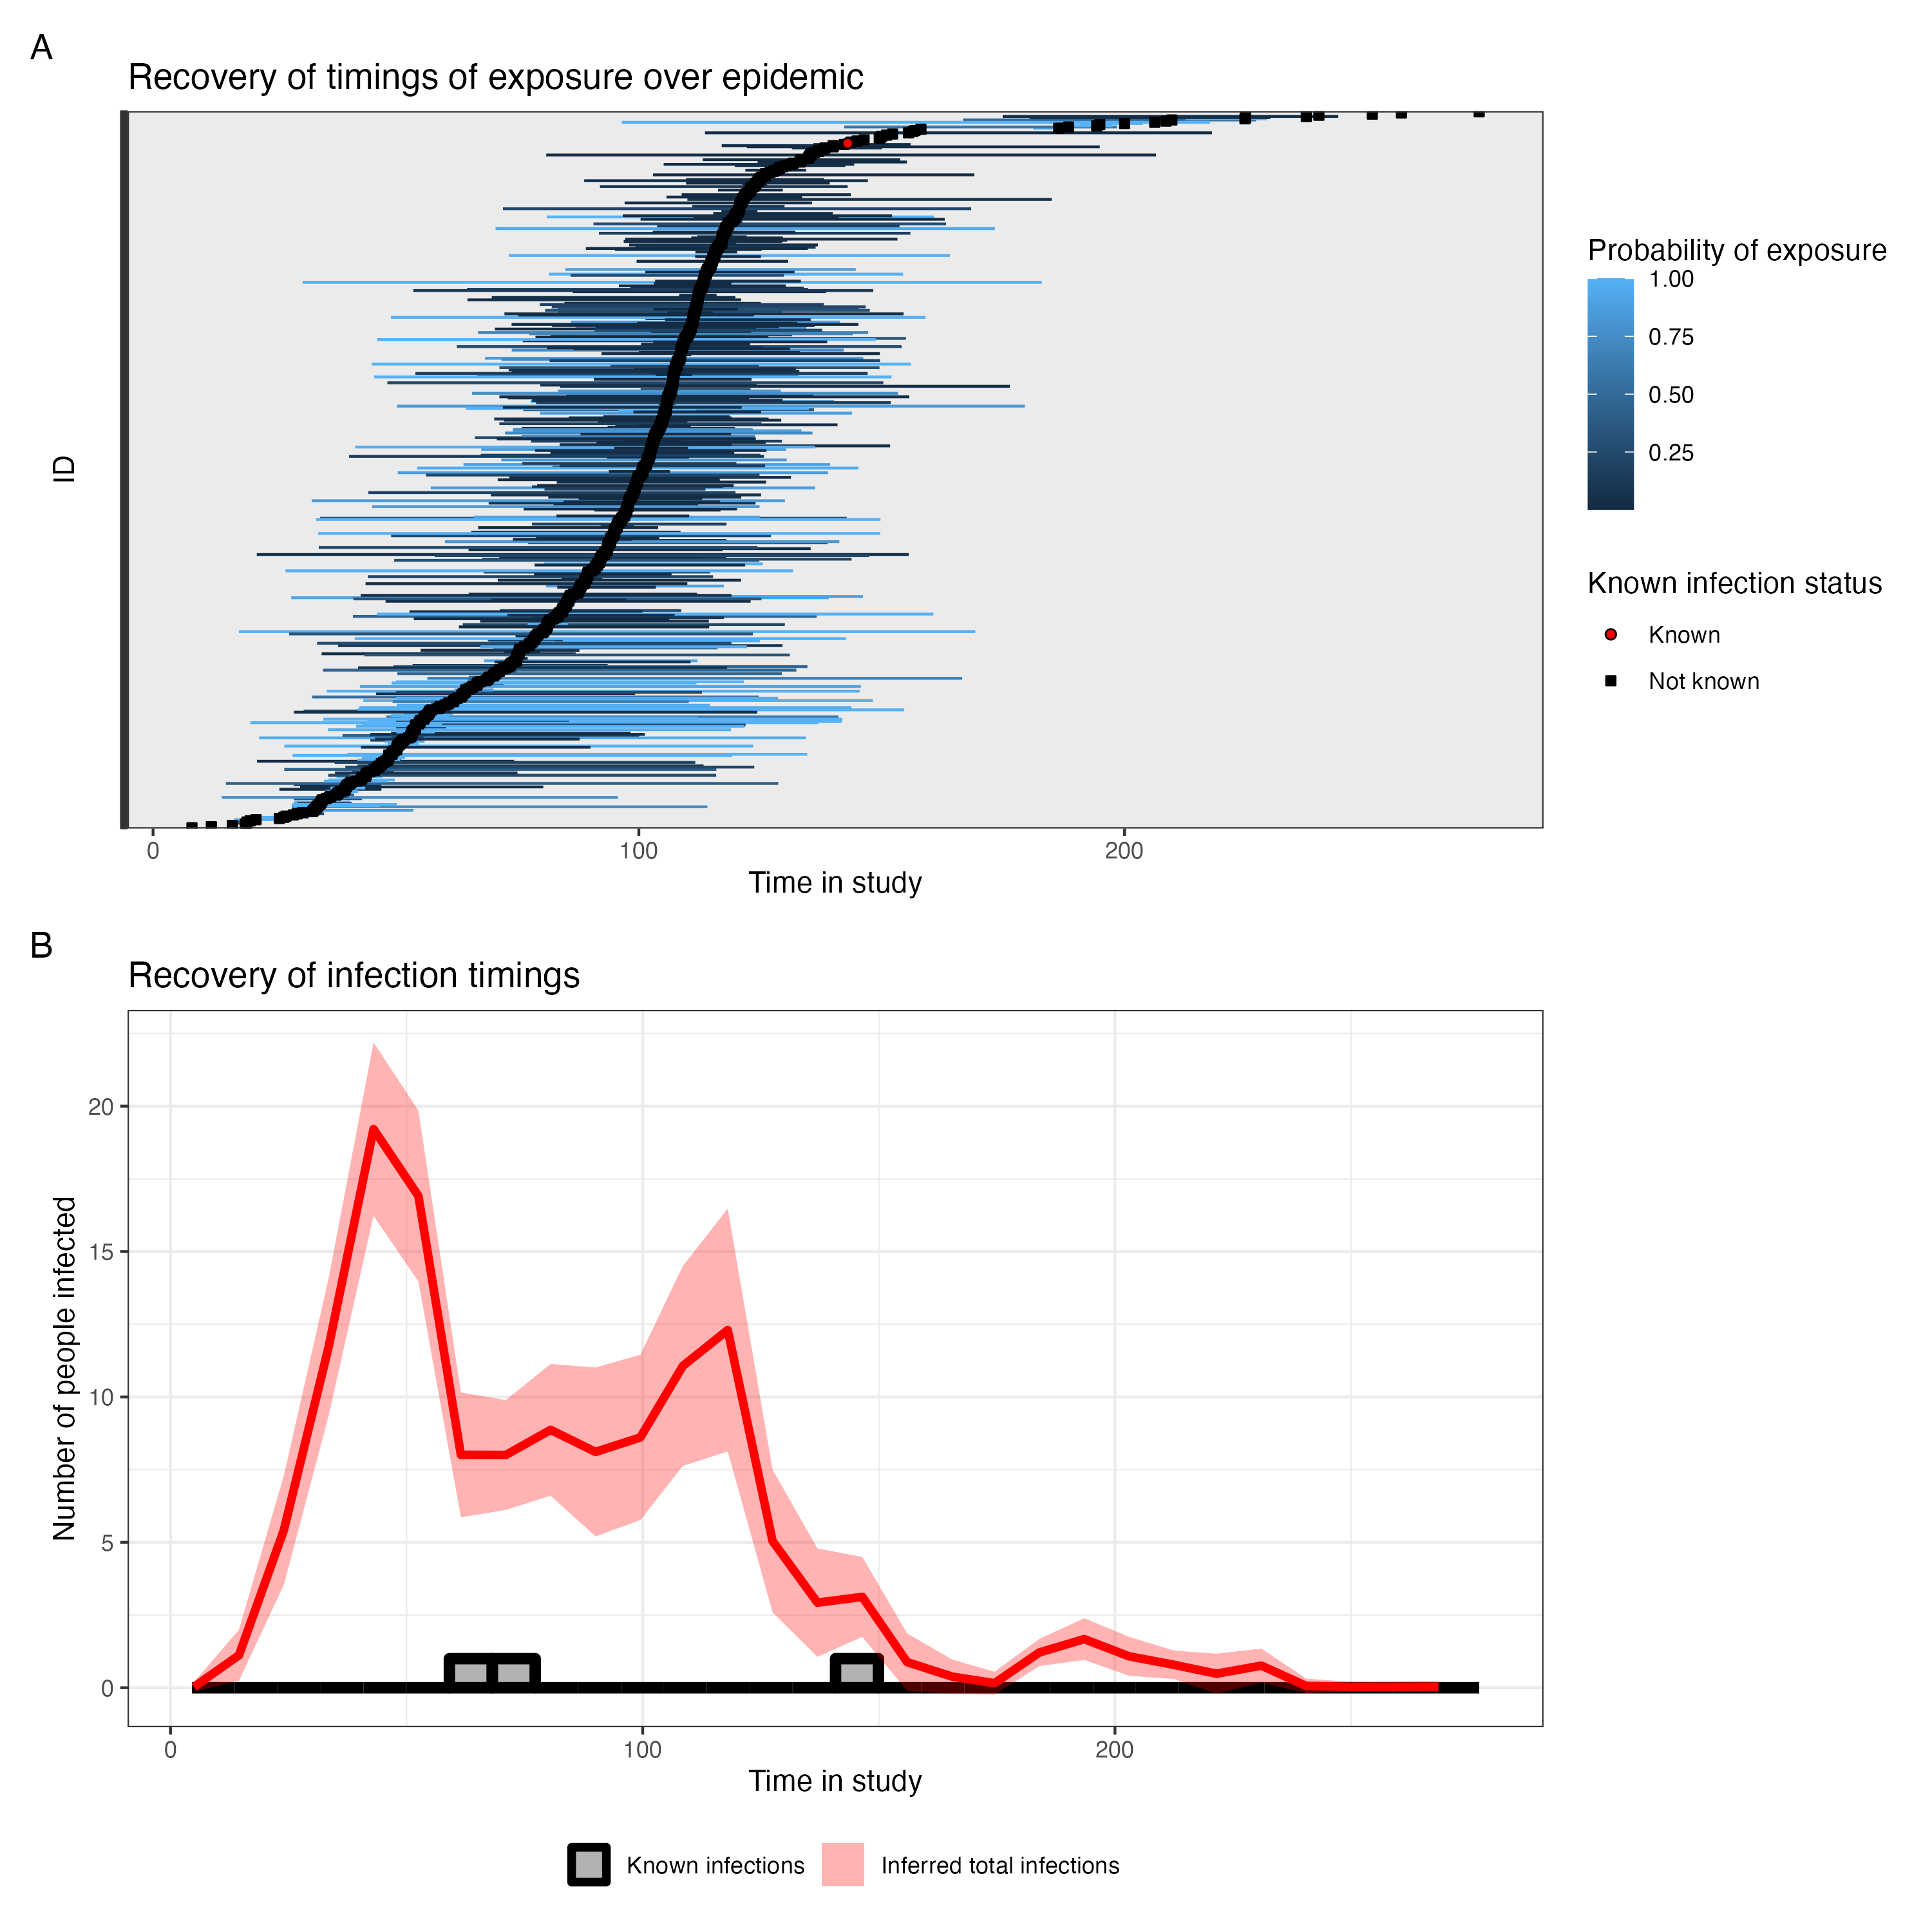 A
Recovery of timings of exposure over epidemic
ID
0
100
200
Time in study
Probability of exposure
1.00
0.75
0.50
0.25
Known infection status
Known
Not known
B
Recovery of infection timings
Number of people infected
20
15
10
5
0
0
100
200
Time in study
Known infections
Inferred total infections